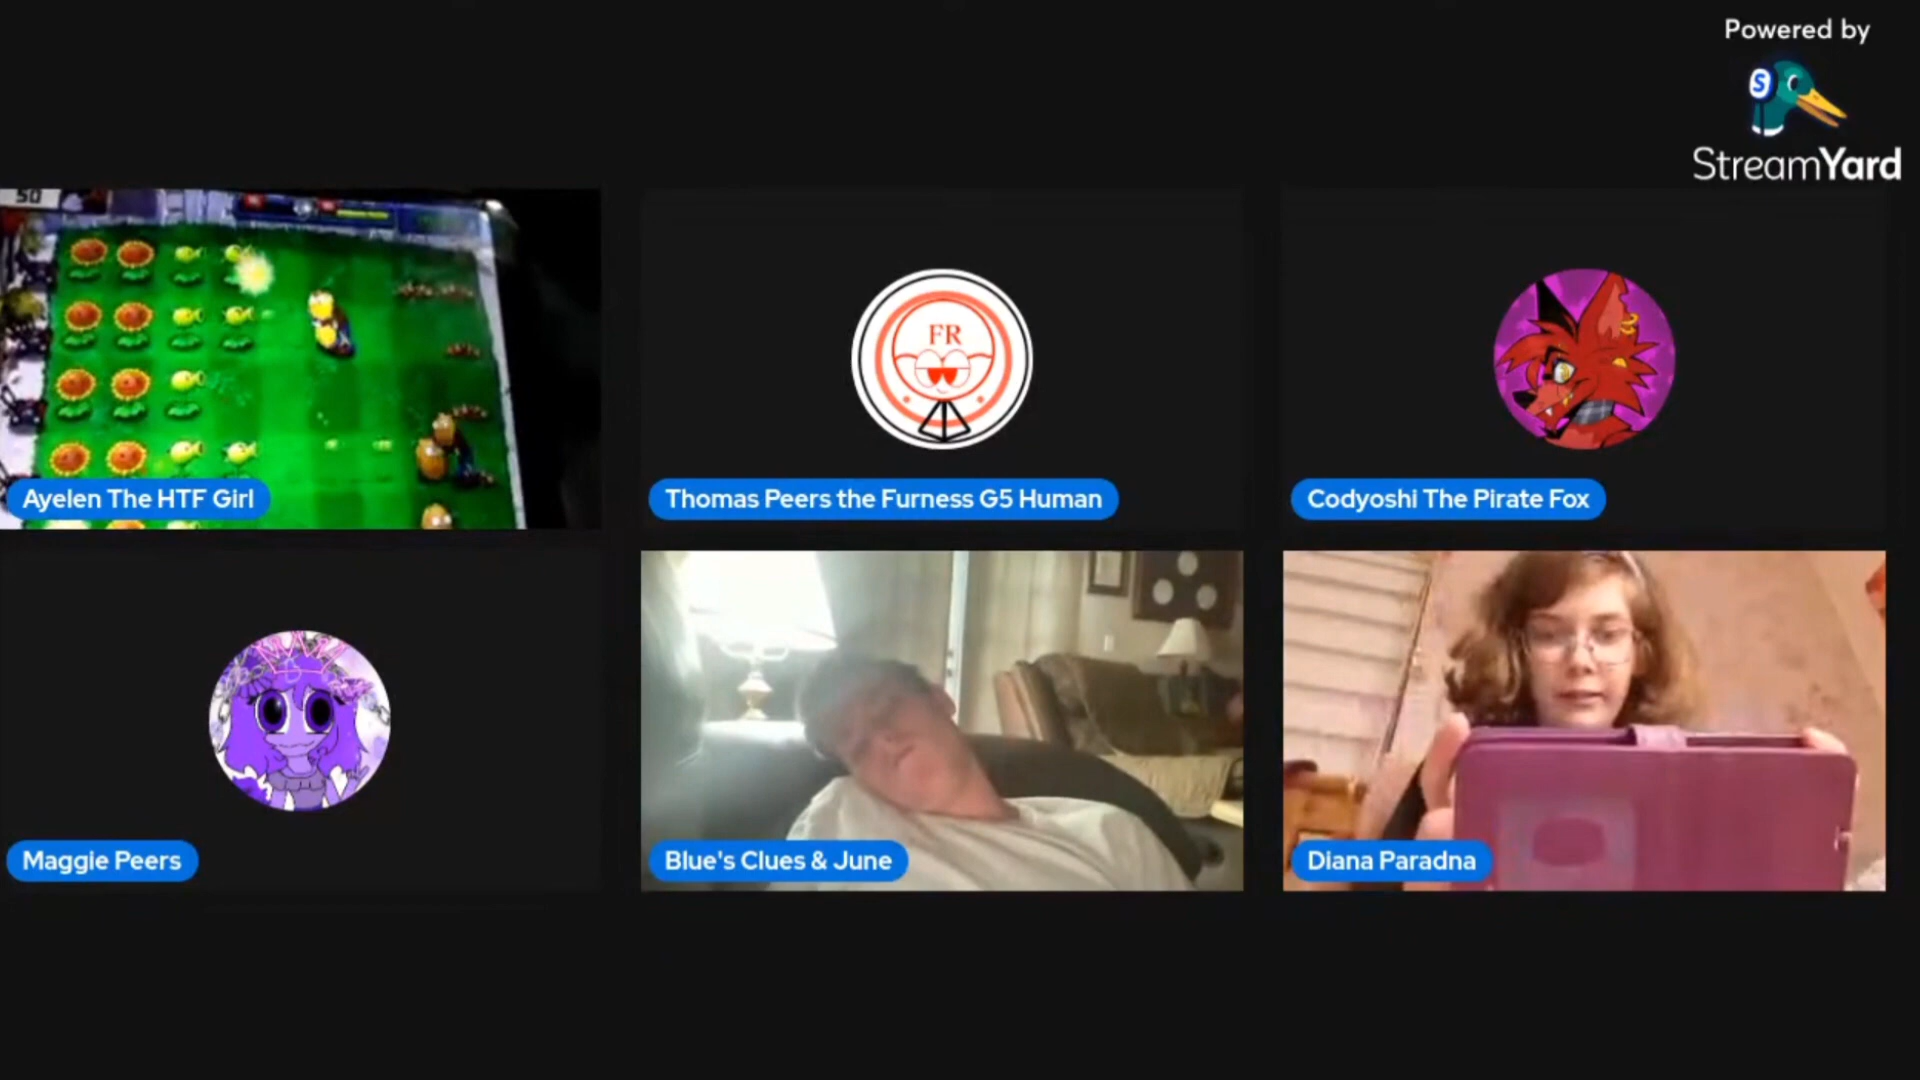 Powered by
S
StreamYard
50
FR
Ayelen The HTF Girl
Thomas Peers the Furness G5 Human
Codyoshi The Pirate Fox
Maggie Peers
Blue's Clues & June
Diana Paradna